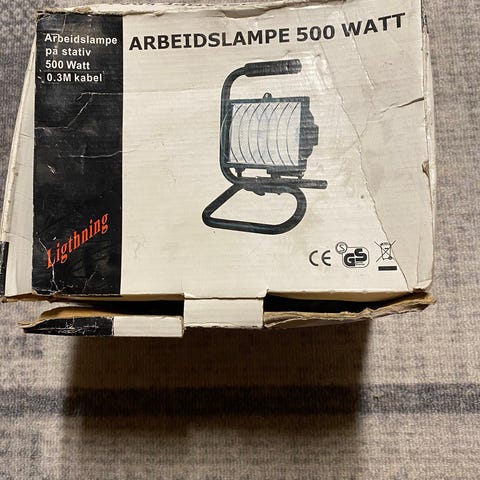 Arbeidslampe
på stativ
500 Watt
0.3M kabel
ARBEIDSLAMPE 500 WATT
Ligthning
CE
S
GS